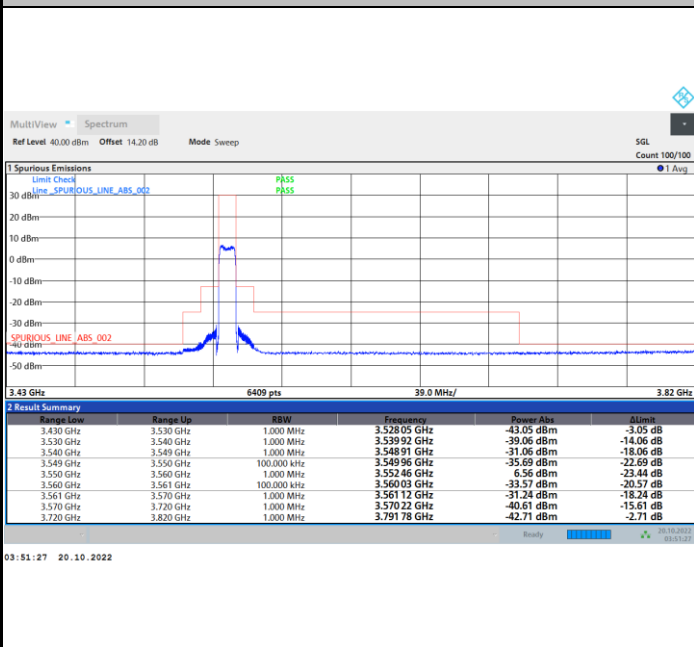 MultiView Spectrum
Ref Level 40.00 dBm Offset 14.20 dB Mode Sweep SGL
Count 100/100
1 Spurious Emissions 1 Avg
Limit Check PASS
Line _SPURIOUS_LINE_ABS_002 PASS
30 dBm
20 dBm
10 dBm
0 dBm
-10 dBm
-20 dBm
-30 dBm
_SPURIOUS_LINE_ABS_002
-40 dBm
-50 dBm
3.43 GHz 6409 pts 39.0 MHz/ 3.82 GHz
2 Result Summary
Range Low Range Up RBW Frequency Power Abs ΔLimit
3.430 GHz 3.530 GHz 1.000 MHz 3.528 05 GHz -43.05 dBm -3.05 dB
3.530 GHz 3.540 GHz 1.000 MHz 3.539 92 GHz -39.06 dBm -14.06 dB
3.540 GHz 3.549 GHz 1.000 MHz 3.548 91 GHz -31.06 dBm -18.06 dB
3.549 GHz 3.550 GHz 100.000 kHz 3.549 96 GHz -35.69 dBm -22.69 dB
3.550 GHz 3.560 GHz 1.000 MHz 3.552 46 GHz 6.56 dBm -23.44 dB
3.560 GHz 3.561 GHz 100.000 kHz 3.560 03 GHz -33.57 dBm -20.57 dB
3.561 GHz 3.570 GHz 1.000 MHz 3.561 12 GHz -31.24 dBm -18.24 dB
3.570 GHz 3.720 GHz 1.000 MHz 3.570 22 GHz -40.61 dBm -15.61 dB
3.720 GHz 3.820 GHz 1.000 MHz 3.791 78 GHz -42.71 dBm -2.71 dB
Ready 20.10.2022
03:51:27
03:51:27 20.10.2022